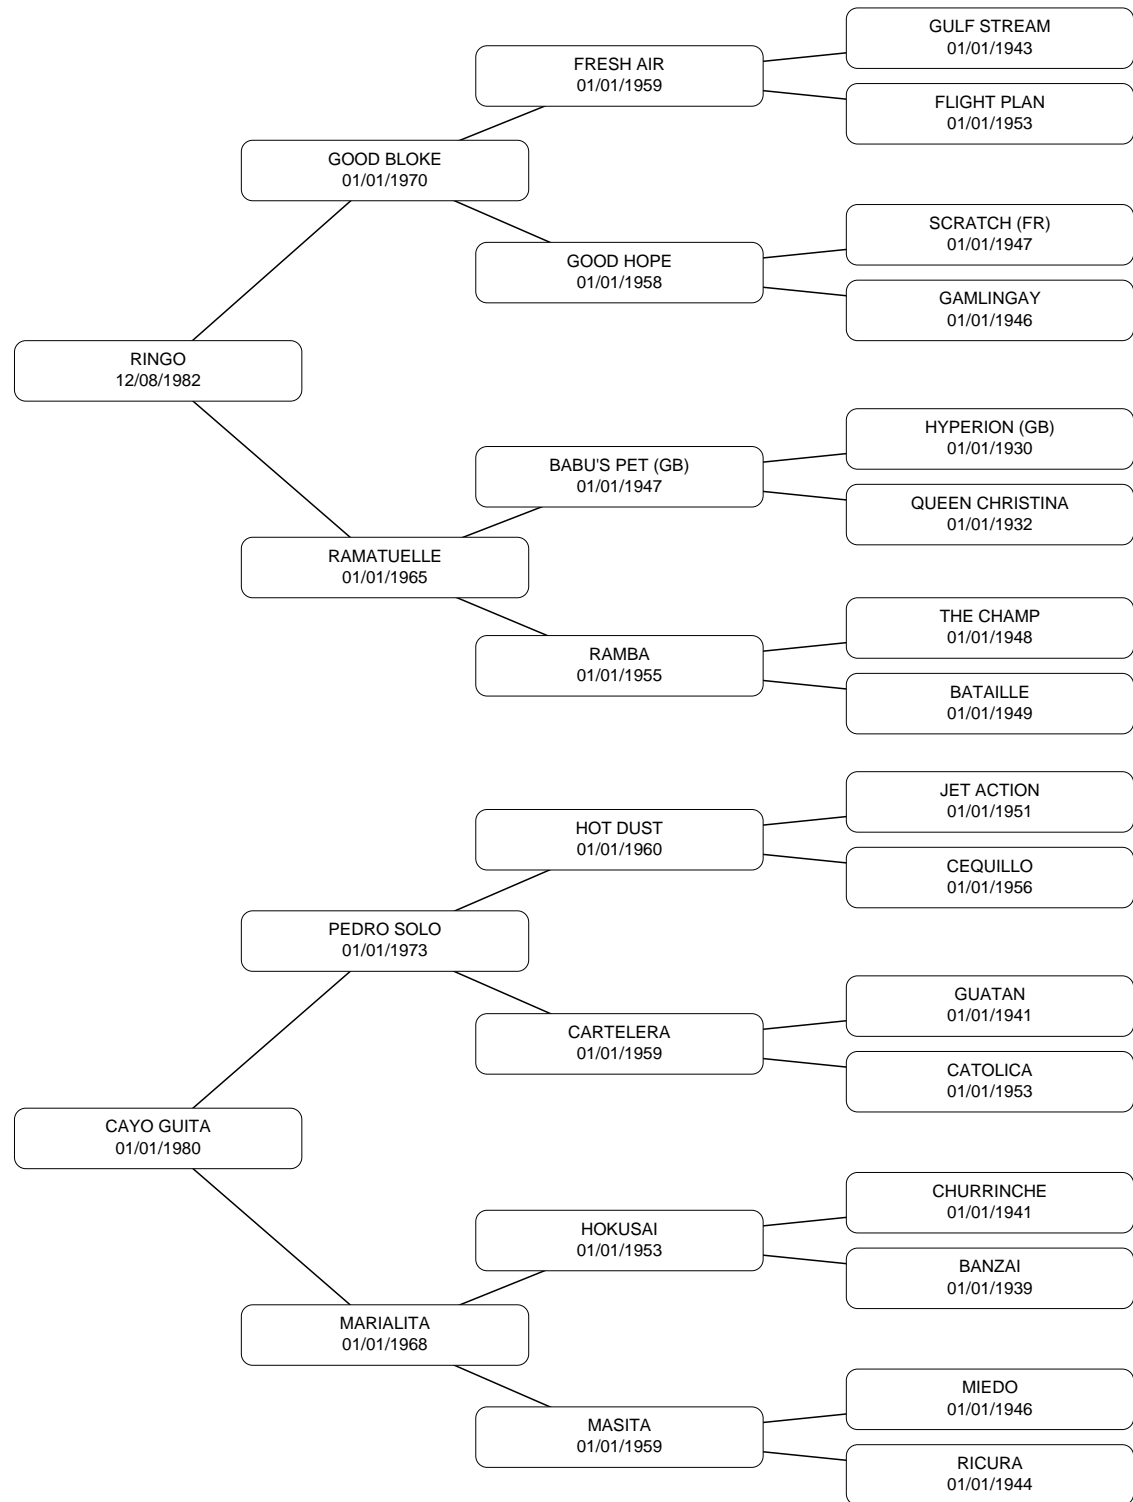 GULF STREAM
01/01/1943
FRESH AIR
01/01/1959
FLIGHT PLAN
01/01/1953
GOOD BLOKE
01/01/1970
SCRATCH (FR)
01/01/1947
GOOD HOPE
01/01/1958
GAMLINGAY
01/01/1946
RINGO
12/08/1982
HYPERION (GB)
01/01/1930
BABU'S PET (GB)
01/01/1947
QUEEN CHRISTINA
01/01/1932
RAMATUELLE
01/01/1965
THE CHAMP
01/01/1948
RAMBA
01/01/1955
BATAILLE
01/01/1949
JET ACTION
01/01/1951
HOT DUST
01/01/1960
CEQUILLO
01/01/1956
PEDRO SOLO
01/01/1973
GUATAN
01/01/1941
CARTELERA
01/01/1959
CATOLICA
01/01/1953
CAYO GUITA
01/01/1980
CHURRINCHE
01/01/1941
HOKUSAI
01/01/1953
BANZAI
01/01/1939
MARIALITA
01/01/1968
MIEDO
01/01/1946
MASITA
01/01/1959
RICURA
01/01/1944